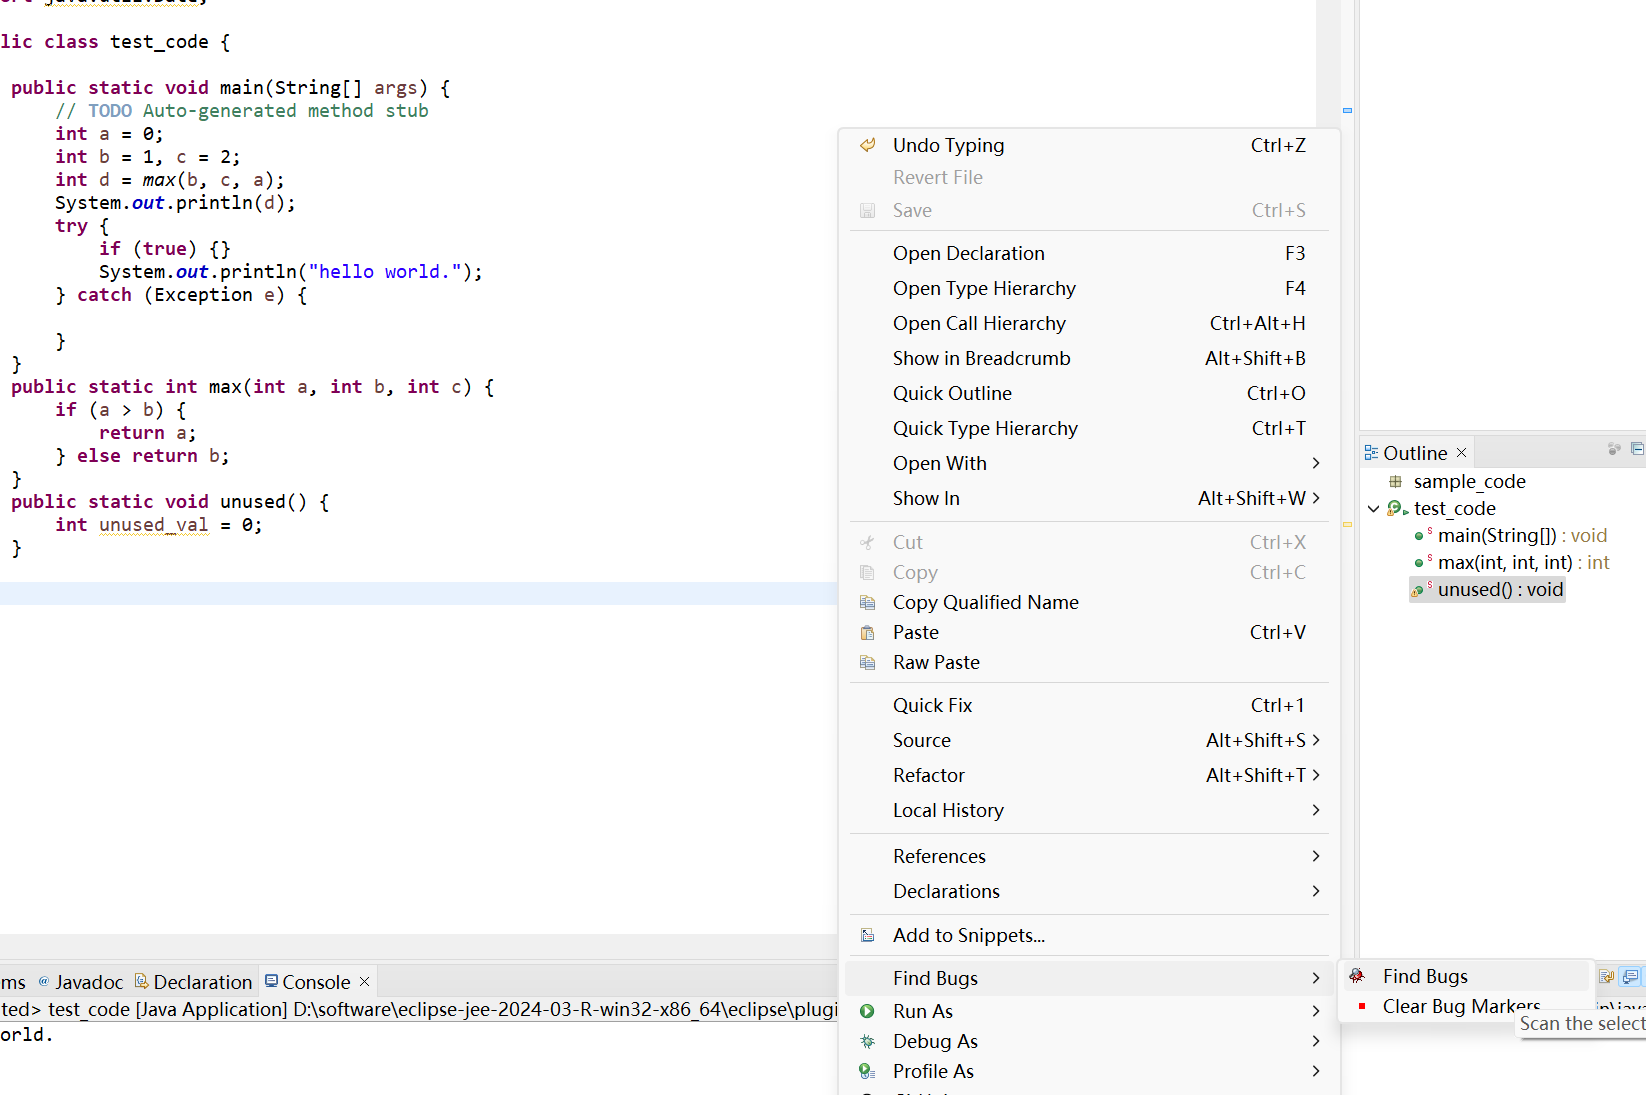 lic class test_code {
public static void main(String[] args) {
// TODO Auto-generated method stub
int a = 0;
int b = 1, c = 2;
int d = max(b, c, a);
System.out.println(d);
try {
if (true) {}
System.out.println("hello world.");
} catch (Exception e) {
}
}
public static int max(int a, int b, int c) {
if (a > b) {
return a;
} else return b;
}
public static void unused() {
int unused_val = 0;
}
Undo Typing Ctrl+Z
Revert File
Save Ctrl+S
Open Declaration F3
Open Type Hierarchy F4
Open Call Hierarchy Ctrl+Alt+H
Show in Breadcrumb Alt+Shift+B
Quick Outline Ctrl+O
Quick Type Hierarchy Ctrl+T
Open With
Show In Alt+Shift+W
Cut Ctrl+X
Copy Ctrl+C
Copy Qualified Name
Paste Ctrl+V
Raw Paste
Quick Fix Ctrl+1
Source Alt+Shift+S
Refactor Alt+Shift+T
Local History
References
Declarations
Add to Snippets...
Find Bugs
Run As
Debug As
Profile As
Find Bugs
Clear Bug Markers
Scan the select
Outline
sample_code
test_code
main(String[]) : void
max(int, int, int) : int
unused() : void
ms @ Javadoc Declaration Console
ted> test_code [Java Application] D:\software\eclipse-jee-2024-03-R-win32-x86_64\eclipse\plugi
orld.